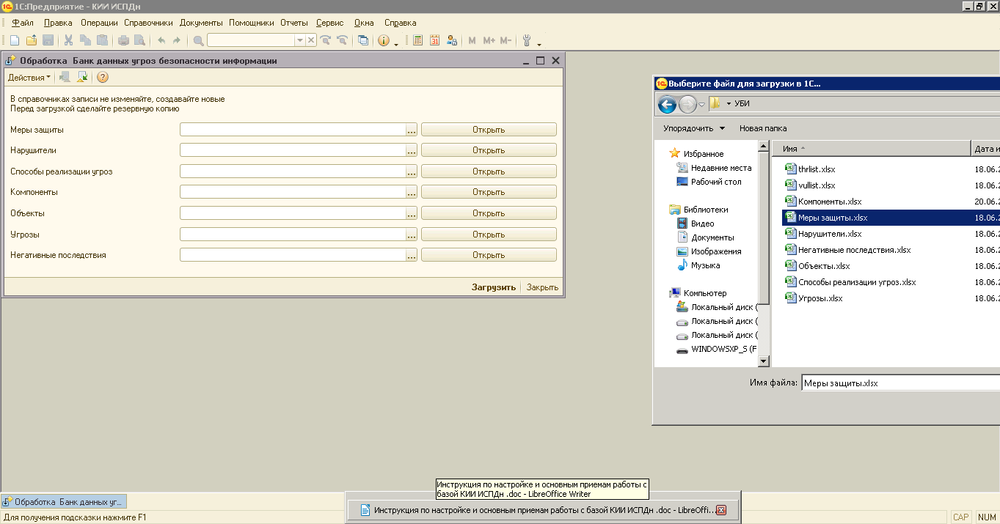 1С:Предприятие - КИИ ИСПДн
Файл Правка Операции Справочники Документы Помощники Отчеты Сервис Окна Справка
M M+ M-
Обработка Банк данных угроз безопасности информации
Действия
В справочниках записи не изменяйте, создавайте новые
Перед загрузкой сделайте резервную копию
Меры защиты ... Открыть
Нарушители ... Открыть
Способы реализации угроз ... Открыть
Компоненты ... Открыть
Объекты ... Открыть
Угрозы ... Открыть
Негативные последствия ... Открыть
Загрузить Закрыть
Выберите файл для загрузки в 1С...
УБИ
Упорядочить Новая папка
Избранное
Недавние места
Рабочий стол
Библиотеки
Видео
Документы
Изображения
Музыка
Компьютер
Локальный диск (
Локальный диск (
Локальный диск (
WINDOWSXP_S (F
Имя Дата и
thrlist.xlsx 18.06.2
vullist.xlsx 18.06.2
Компоненты.xlsx 20.06.2
Меры защиты.xlsx 18.06.2
Нарушители.xlsx 18.06.2
Негативные последствия.xlsx 18.06.2
Объекты.xlsx 18.06.2
Способы реализации угроз.xlsx 18.06.2
Угрозы.xlsx 18.06.2
Имя файла: Меры защиты.xlsx
Инструкция по настройке и основным приемам работы с
базой КИИ ИСПДн .doc - LibreOffice Writer
Обработка Банк данных уг...
Инструкция по настройке и основным приемам работы с базой КИИ ИСПДн .doc - LibreOffi...
Для получения подсказки нажмите F1
CAP NUM